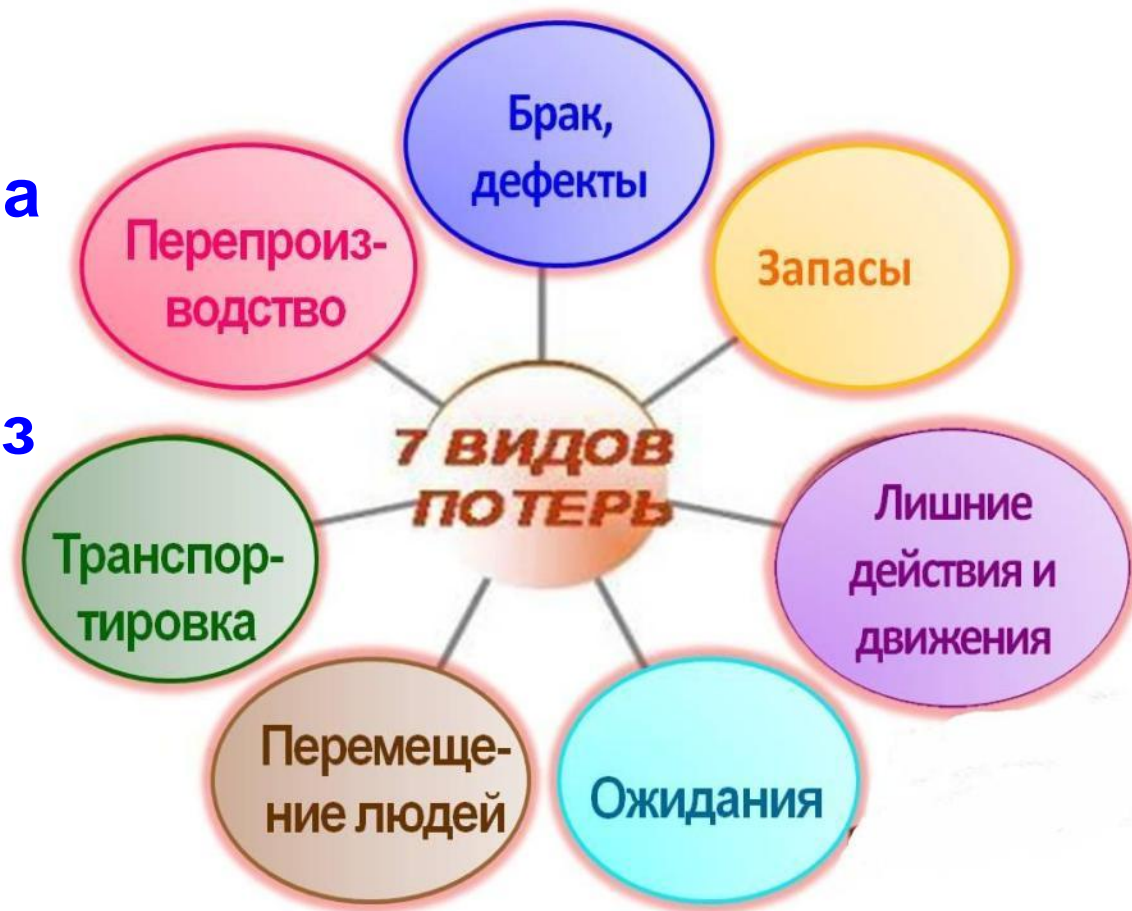 Брак,
дефекты
а
Перепроиз-
водство
Запасы
7 ВИДОВ
ПОТЕРЬ
з
Транспор-
тировка
Лишние
действия и
движения
Перемеще-
ние людей
Ожидания